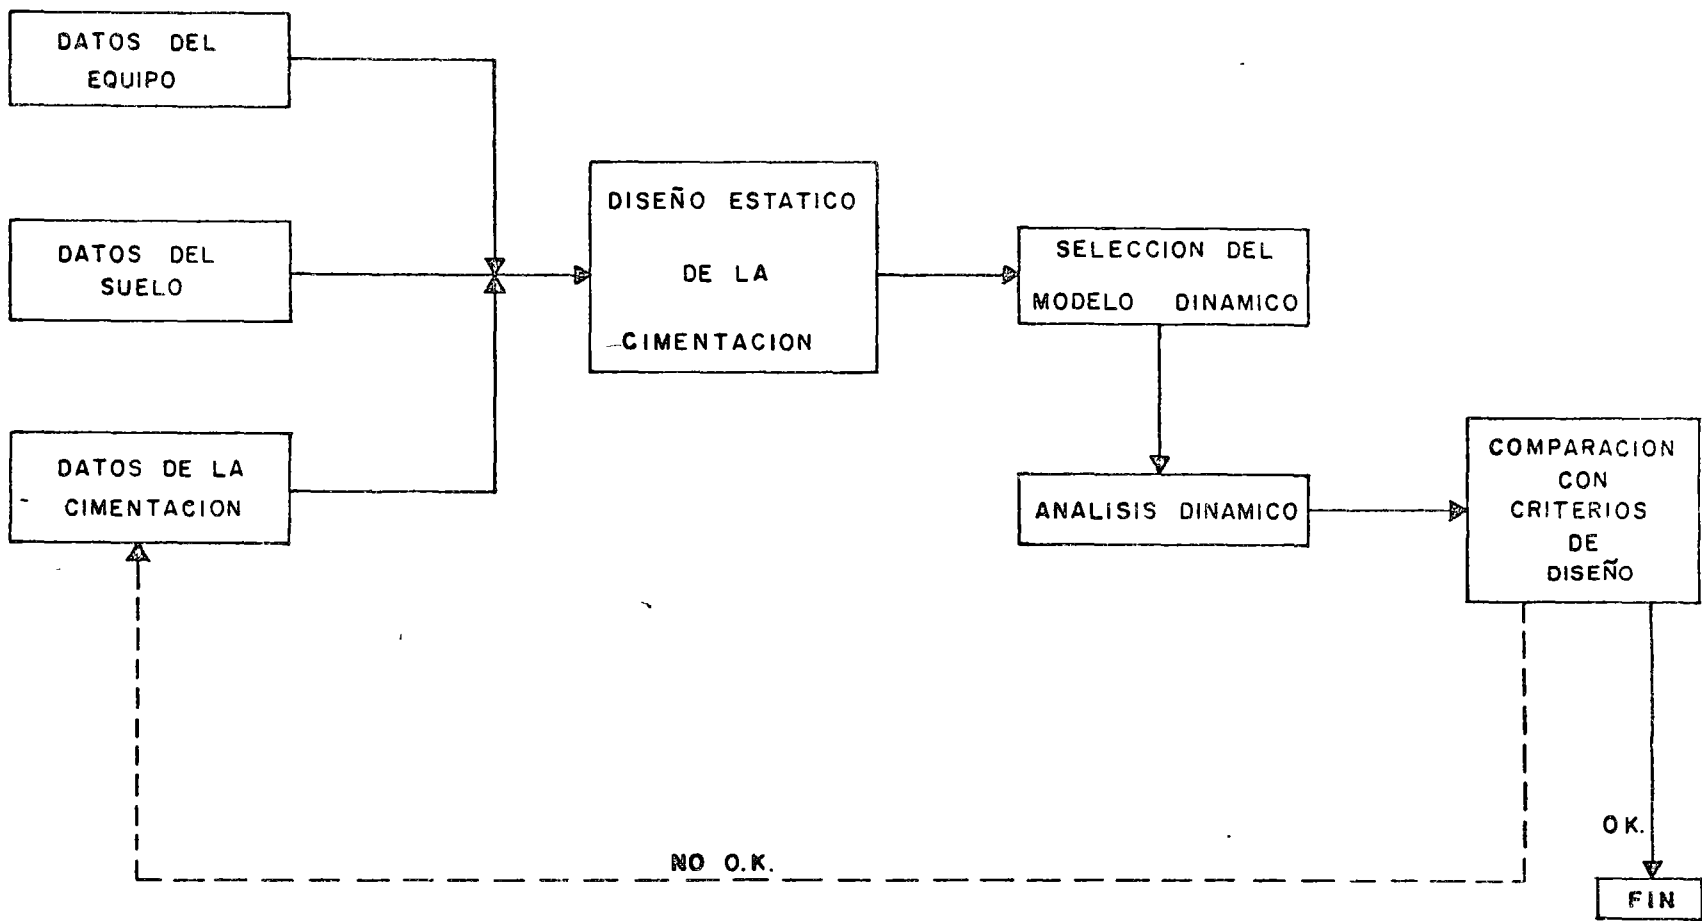 DATOS DEL
EQUIPO
DATOS DEL
SUELO
DATOS DE LA
CIMENTACION
DISEÑO ESTATICO
DE LA
CIMENTACION
SELECCION DEL
MODELO DINAMICO
ANALISIS DINAMICO
COMPARACION
CON
CRITERIOS
DE
DISEÑO
NO O.K.
OK.
FIN